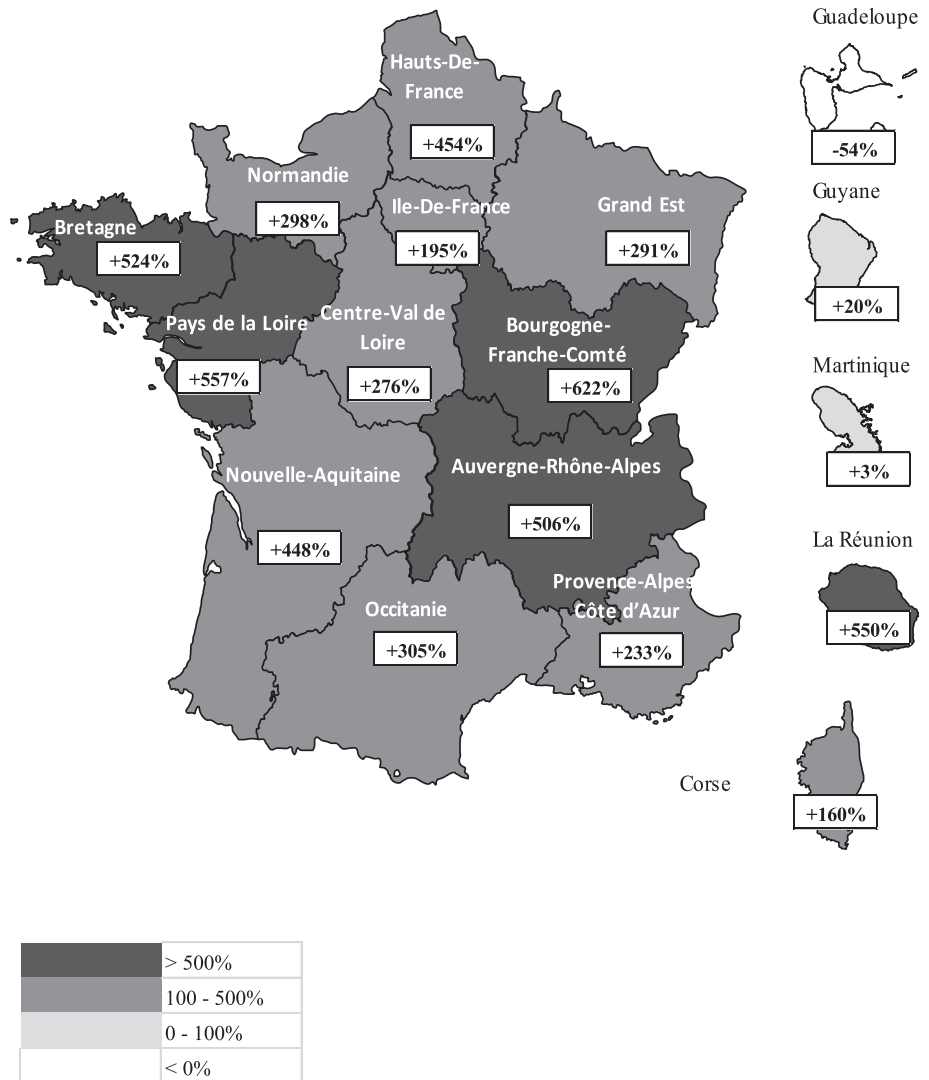 Hauts-De-
France
+454%
Normandie
+298%
Ile-De-France
+195%
Grand Est
+291%
Bretagne
+524%
Pays de la Loire
+557%
Centre-Val de
Loire
+276%
Bourgogne-
Franche-Comté
+622%
Nouvelle-Aquitaine
+448%
Auvergne-Rhône-Alpes
+506%
Occitanie
+305%
Provence-Alpes
Côte d'Azur
+233%
Guadeloupe
-54%
Guyane
+20%
Martinique
+3%
La Réunion
+550%
Corse
+160%
> 500%
100 - 500%
0 - 100%
< 0%